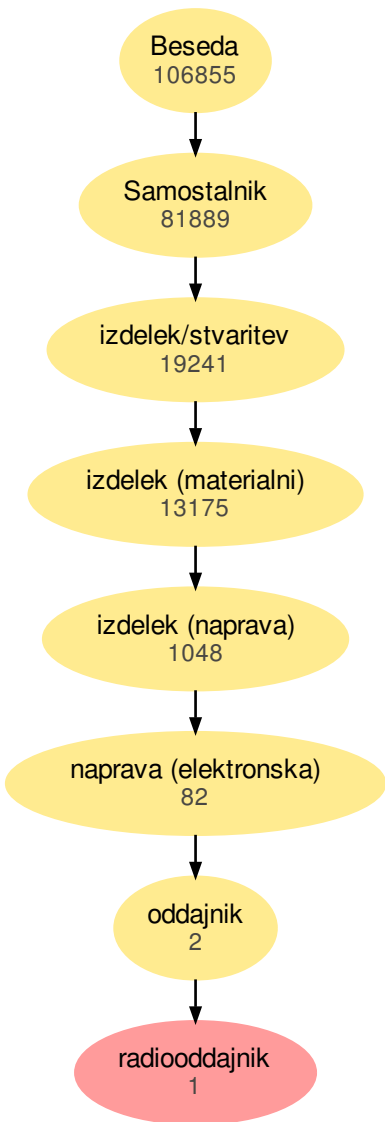 Beseda
106855
Samostalnik
81889
izdelek/stvaritev
19241
izdelek (materialni)
13175
izdelek (naprava)
1048
naprava (elektronska)
82
oddajnik
2
radiooddajnik
1